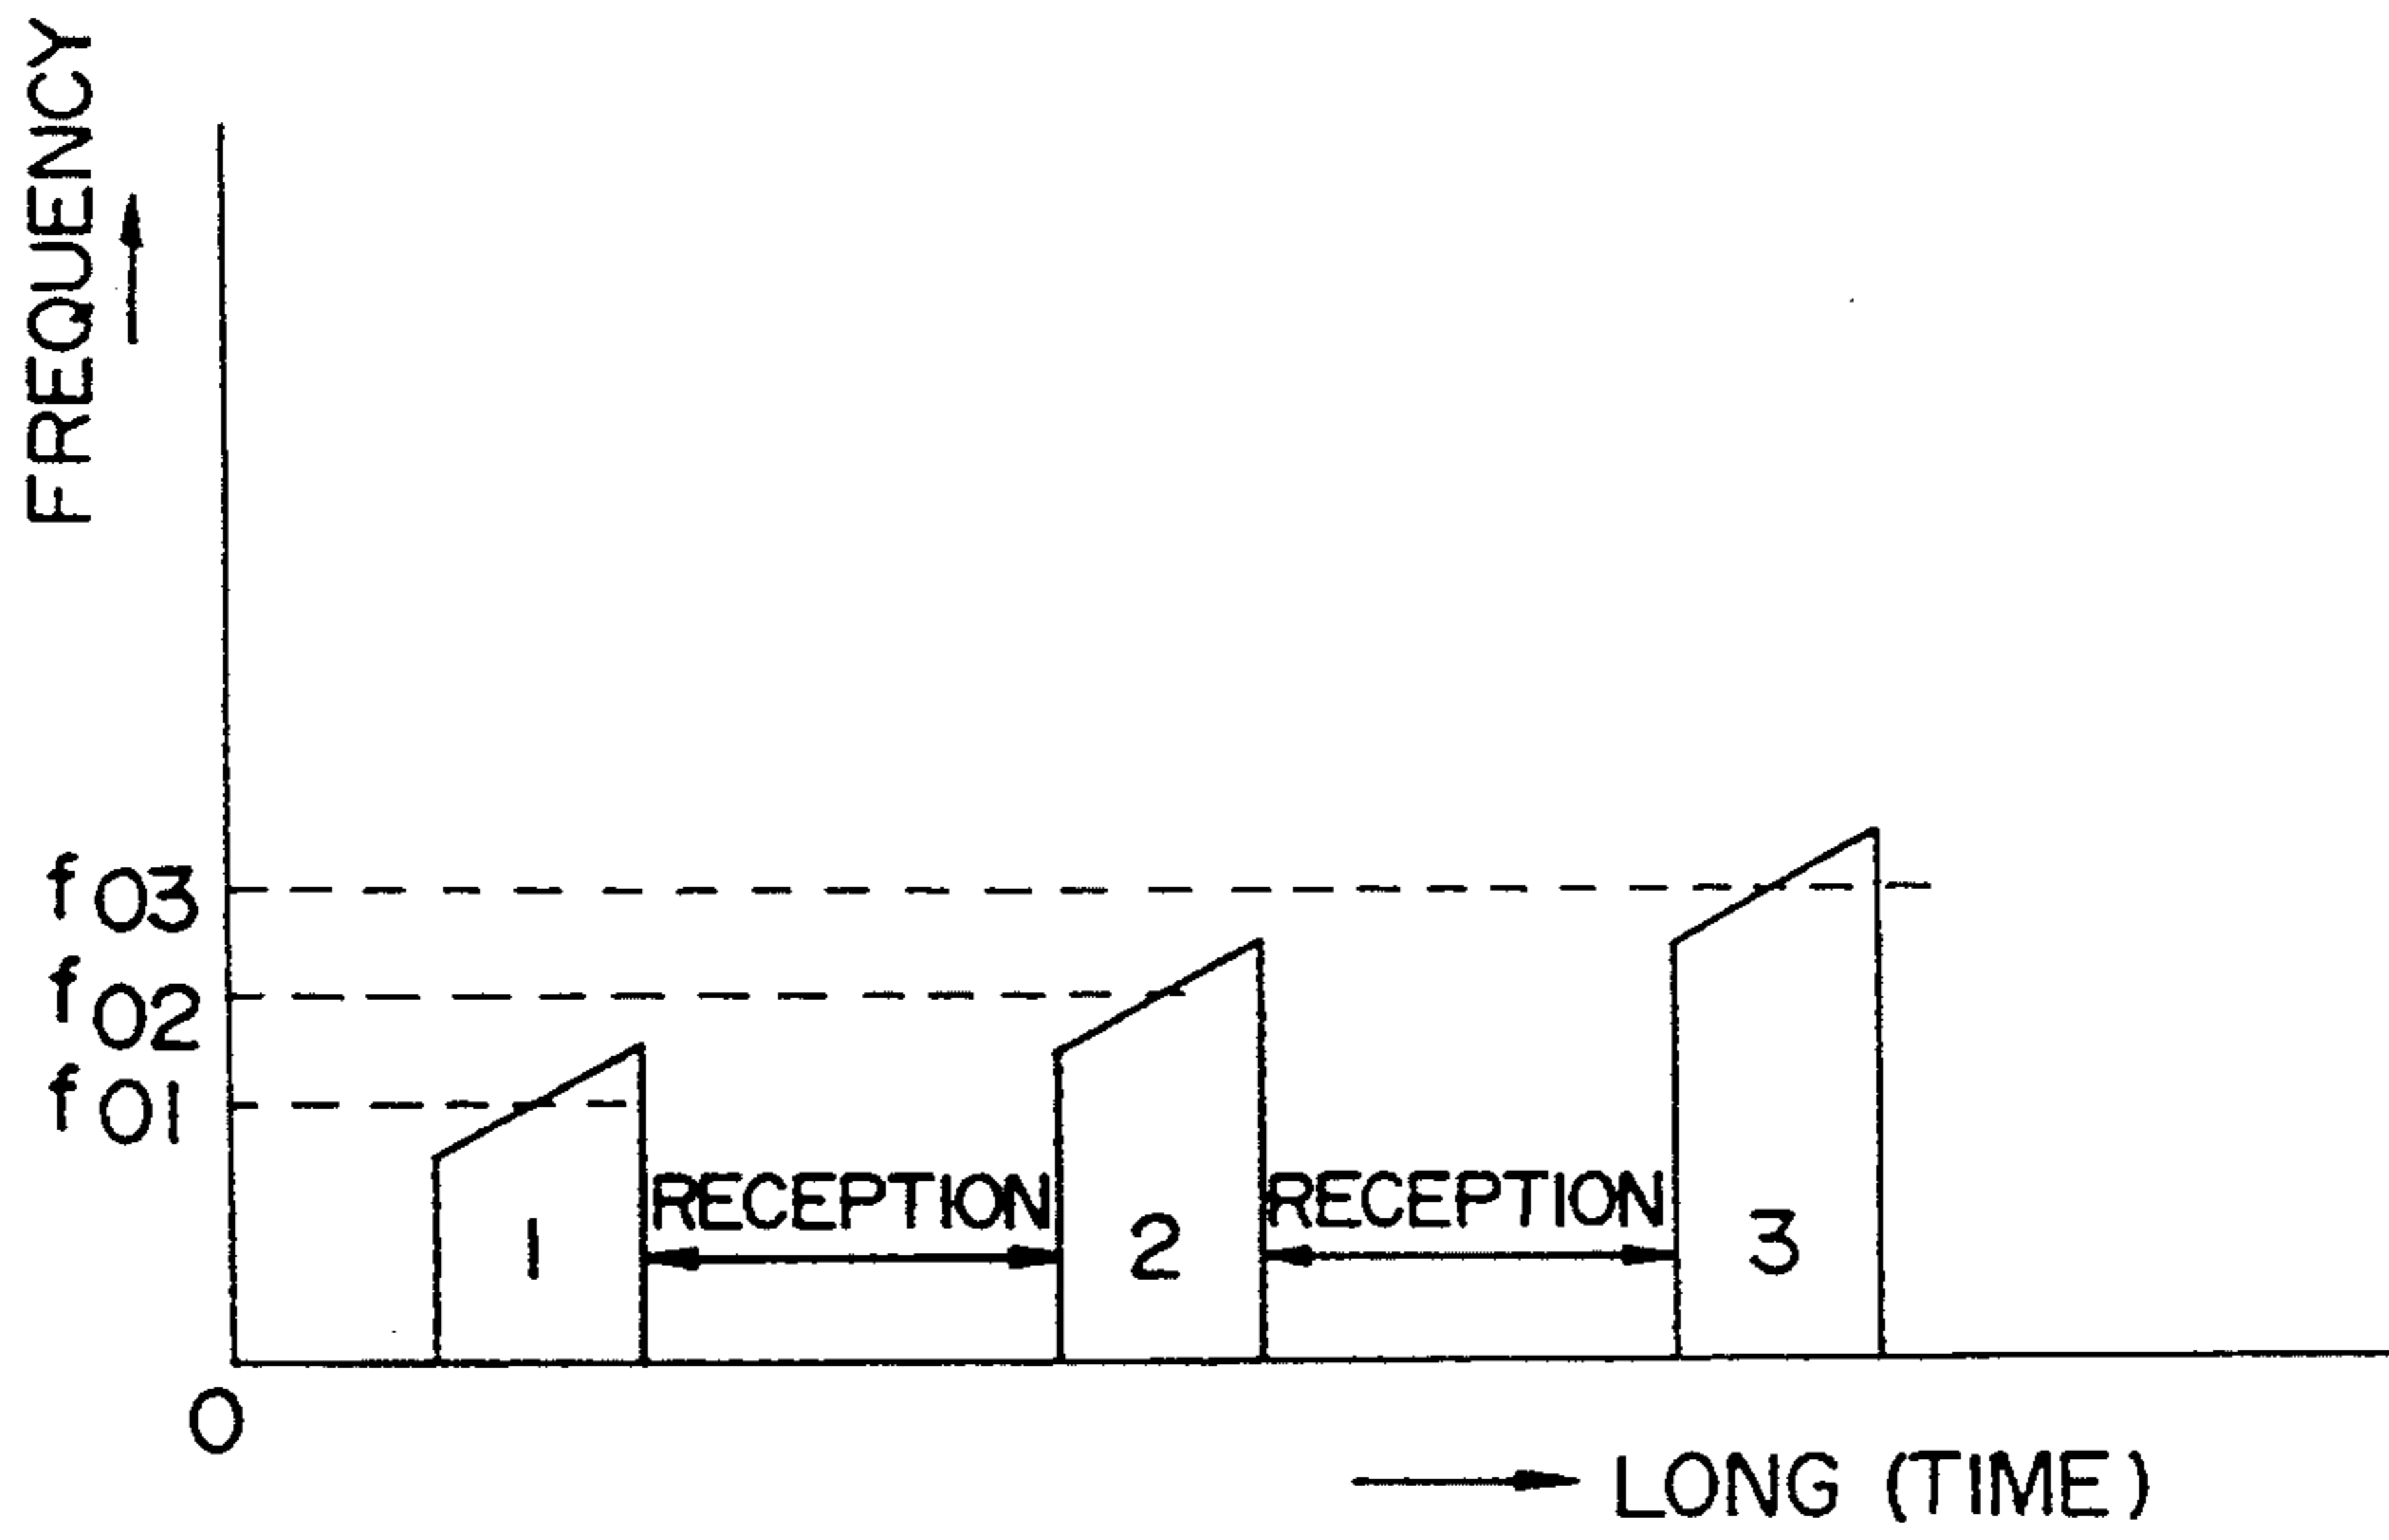 FREQUENCY
f03
f02
f01
RECEPTION
RECEPTION
1
2
3
0
LONG (TIME)